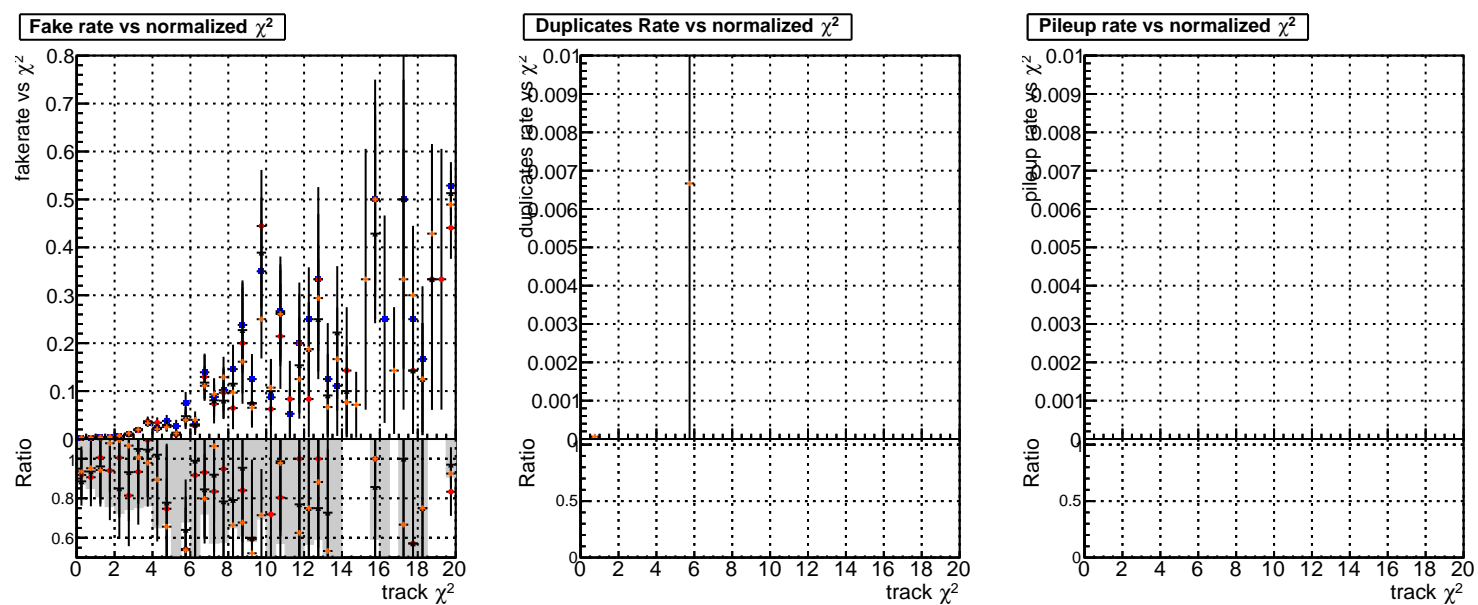 Fake rate vs normalized χ²
fakerate vs χ²
0.8
0.7
0.6
0.5
0.4
0.3
0.2
0.1
0
Ratio
1
0.8
0.6
0 2 4 6 8 10 12 14 16 18 20
track χ²
Duplicates Rate vs normalized χ²
duplicates rate vs χ²
0.01
0.009
0.008
0.007
0.006
0.005
0.004
0.003
0.002
0.001
0
Ratio
1
0.5
0
0 2 4 6 8 10 12 14 16 18 20
track χ²
Pileup rate vs normalized χ²
pileup rate vs χ²
0.01
0.009
0.008
0.007
0.006
0.005
0.004
0.003
0.002
0.001
0
Ratio
1
0.5
0
0 2 4 6 8 10 12 14 16 18 20
track χ²